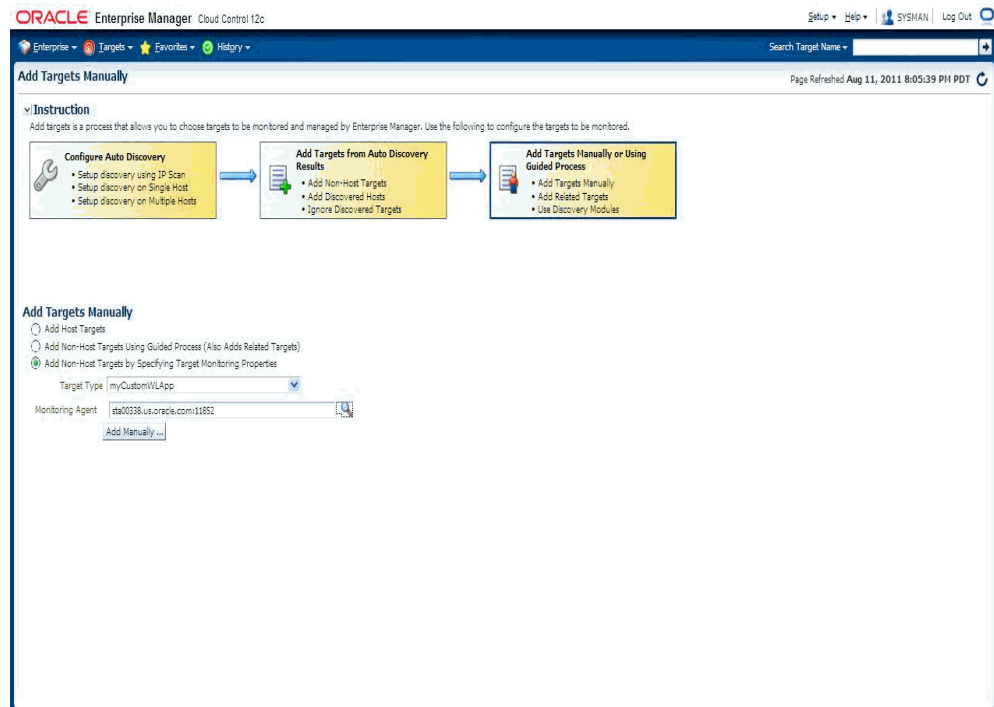 ORACLE Enterprise Manager Cloud Control 12c
Setup Help SYSMAN Log Out
Enterprise Targets Favorites History
Search Target Name
Add Targets Manually
Page Refreshed Aug 11, 2011 8:05:39 PM PDT
Instruction
Add targets is a process that allows you to choose targets to be monitored and managed by Enterprise Manager. Use the following to configure the targets to be monitored.
Configure Auto Discovery
• Setup discovery using IP Scan
• Setup discovery on Single Host
• Setup discovery on Multiple Hosts
Add Targets from Auto Discovery
Results
• Add Non-Host Targets
• Add Discovered Hosts
• Ignore Discovered Targets
Add Targets Manually or Using
Guided Process
• Add Targets Manually
• Add Related Targets
• Use Discovery Modules
Add Targets Manually
Add Host Targets
Add Non-Host Targets Using Guided Process (Also Adds Related Targets)
Add Non-Host Targets by Specifying Target Monitoring Properties
Target Type myCustomWLApp
Monitoring Agent sta00338.us.oracle.com:11852
Add Manually ...